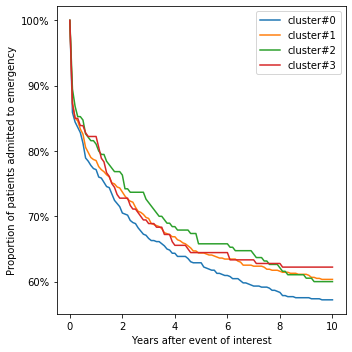 cluster#0
cluster#1
cluster#2
cluster#3
100%
90%
80%
70%
60%
Proportion of patients admitted to emergency
0
2
4
6
8
10
Years after event of interest